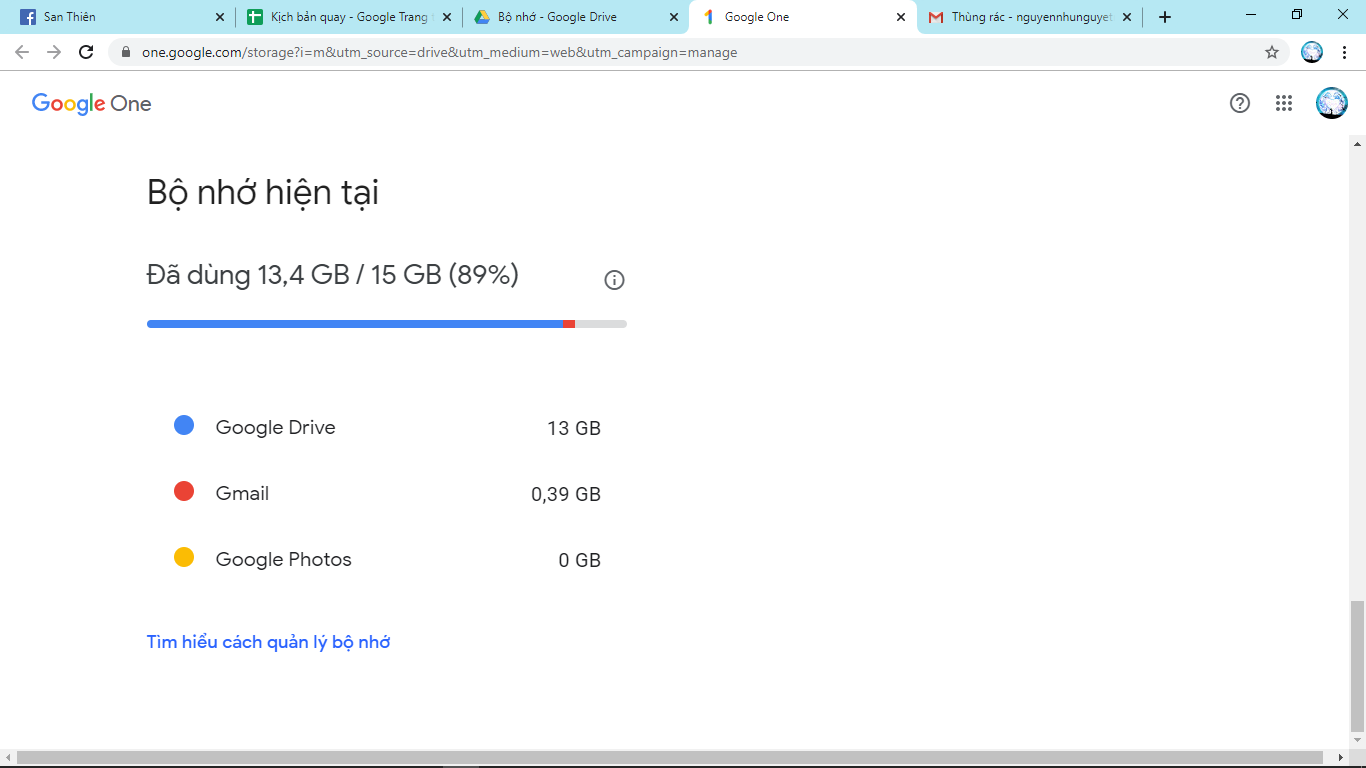 San Thiên
Kịch bản quay - Google Trang
Bộ nhớ - Google Drive
Google One
Thùng rác - nguyennhunguyet
one.google.com/storage?i=m&utm_source=drive&utm_medium=web&utm_campaign=manage
Google One
Bộ nhớ hiện tại
Đã dùng 13,4 GB / 15 GB (89%)
Google Drive 13 GB
Gmail 0,39 GB
Google Photos 0 GB
Tìm hiểu cách quản lý bộ nhớ